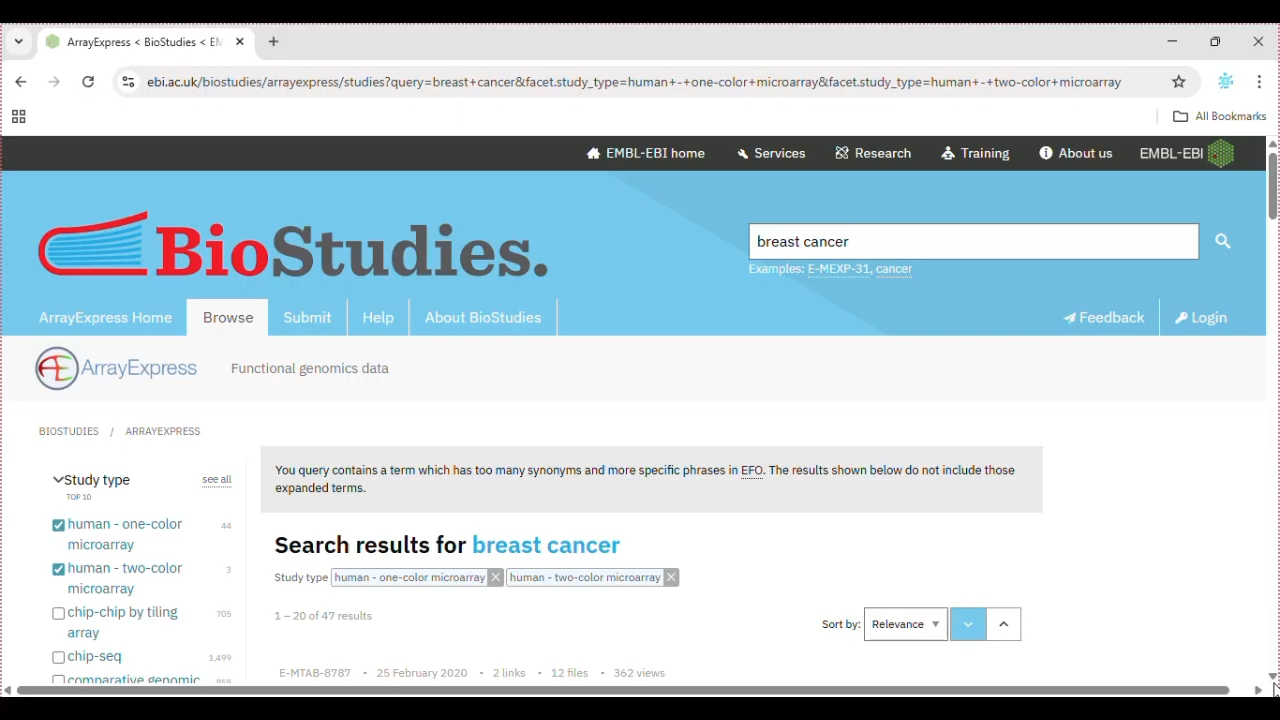 ArrayExpress < BioStudies < EM
ebi.ac.uk/biostudies/arrayexpress/studies?query=breast+cancer&facet.study_type=human+-+one-color+microarray&facet.study_type=human+-+two-color+microarray
All Bookmarks
EMBL-EBI home
Services
Research
Training
About us
EMBL-EBI
BioStudies.
breast cancer
Examples: E-MEXP-31, cancer
ArrayExpress Home
Browse
Submit
Help
About BioStudies
Feedback
Login
AE ArrayExpress
Functional genomics data
BIOSTUDIES / ARRAYEXPRESS
Study type
see all
TOP 10
human - one-color
44
microarray
human - two-color
3
microarray
chip-chip by tiling
705
array
chip-seq
1,499
comparative genomic
958
You query contains a term which has too many synonyms and more specific phrases in EFO. The results shown below do not include those
expanded terms.
Search results for breast cancer
Study type human - one-color microarray × human - two-color microarray ×
1 – 20 of 47 results
Sort by: Relevance
E-MTAB-8787 · 25 February 2020 · 2 links · 12 files · 362 views